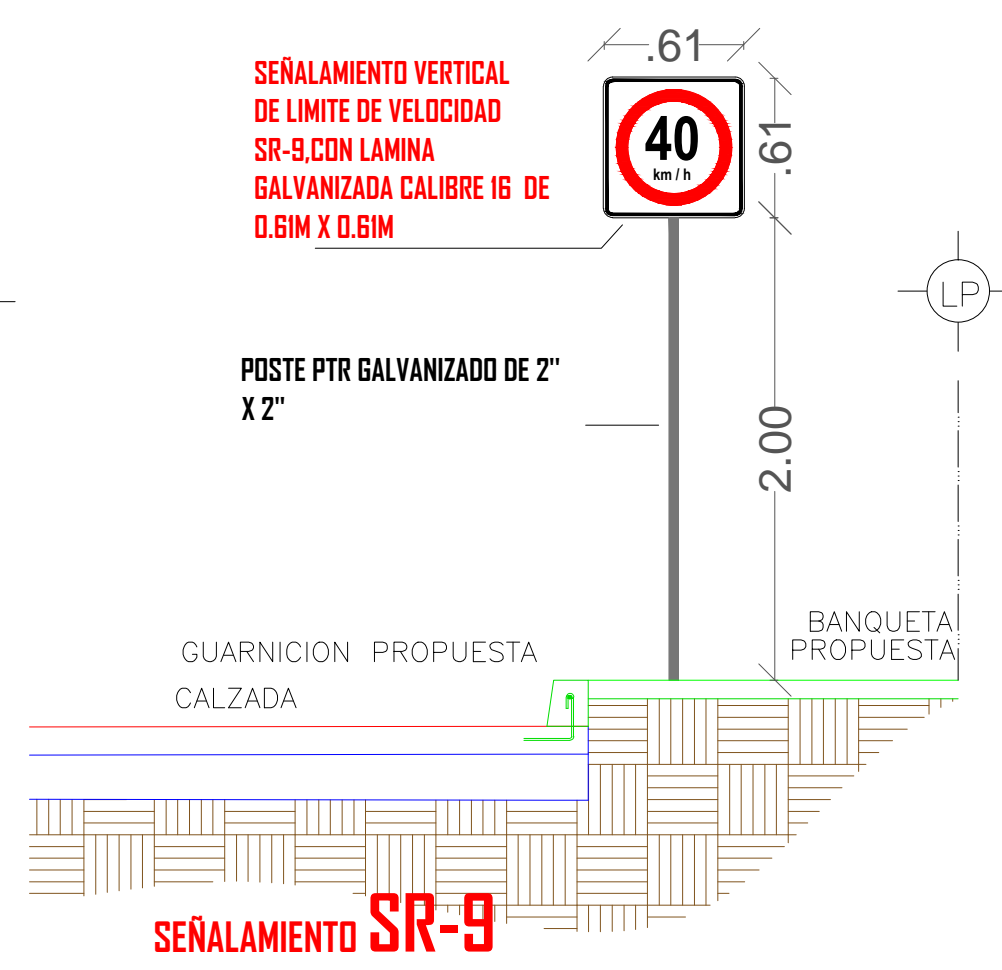 .61
SEÑALAMIENTO VERTICAL
DE LIMITE DE VELOCIDAD
SR-9,CON LAMINA
GALVANIZADA CALIBRE 16 DE
0.61M X 0.61M
40
km / h
.61
LP
POSTE PTR GALVANIZADO DE 2"
X 2"
2.00
BANQUETA
PROPUESTA
GUARNICION PROPUESTA
CALZADA
SEÑALAMIENTO SR-9